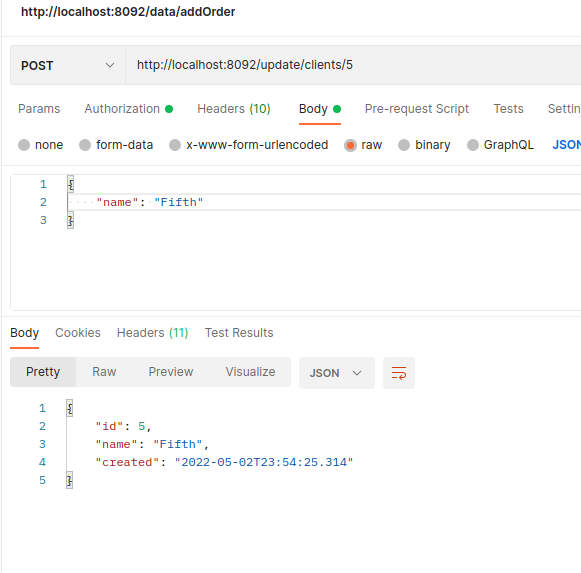 http://localhost:8092/data/addOrder
POST http://localhost:8092/update/clients/5
Params Authorization Headers (10) Body Pre-request Script Tests Settin
none form-data x-www-form-urlencoded raw binary GraphQL JSON
1 {
2 ····"name":·"Fifth"
3 }
Body Cookies Headers (11) Test Results
Pretty Raw Preview Visualize JSON
1 {
2 "id": 5,
3 "name": "Fifth",
4 "created": "2022-05-02T23:54:25.314"
5 }